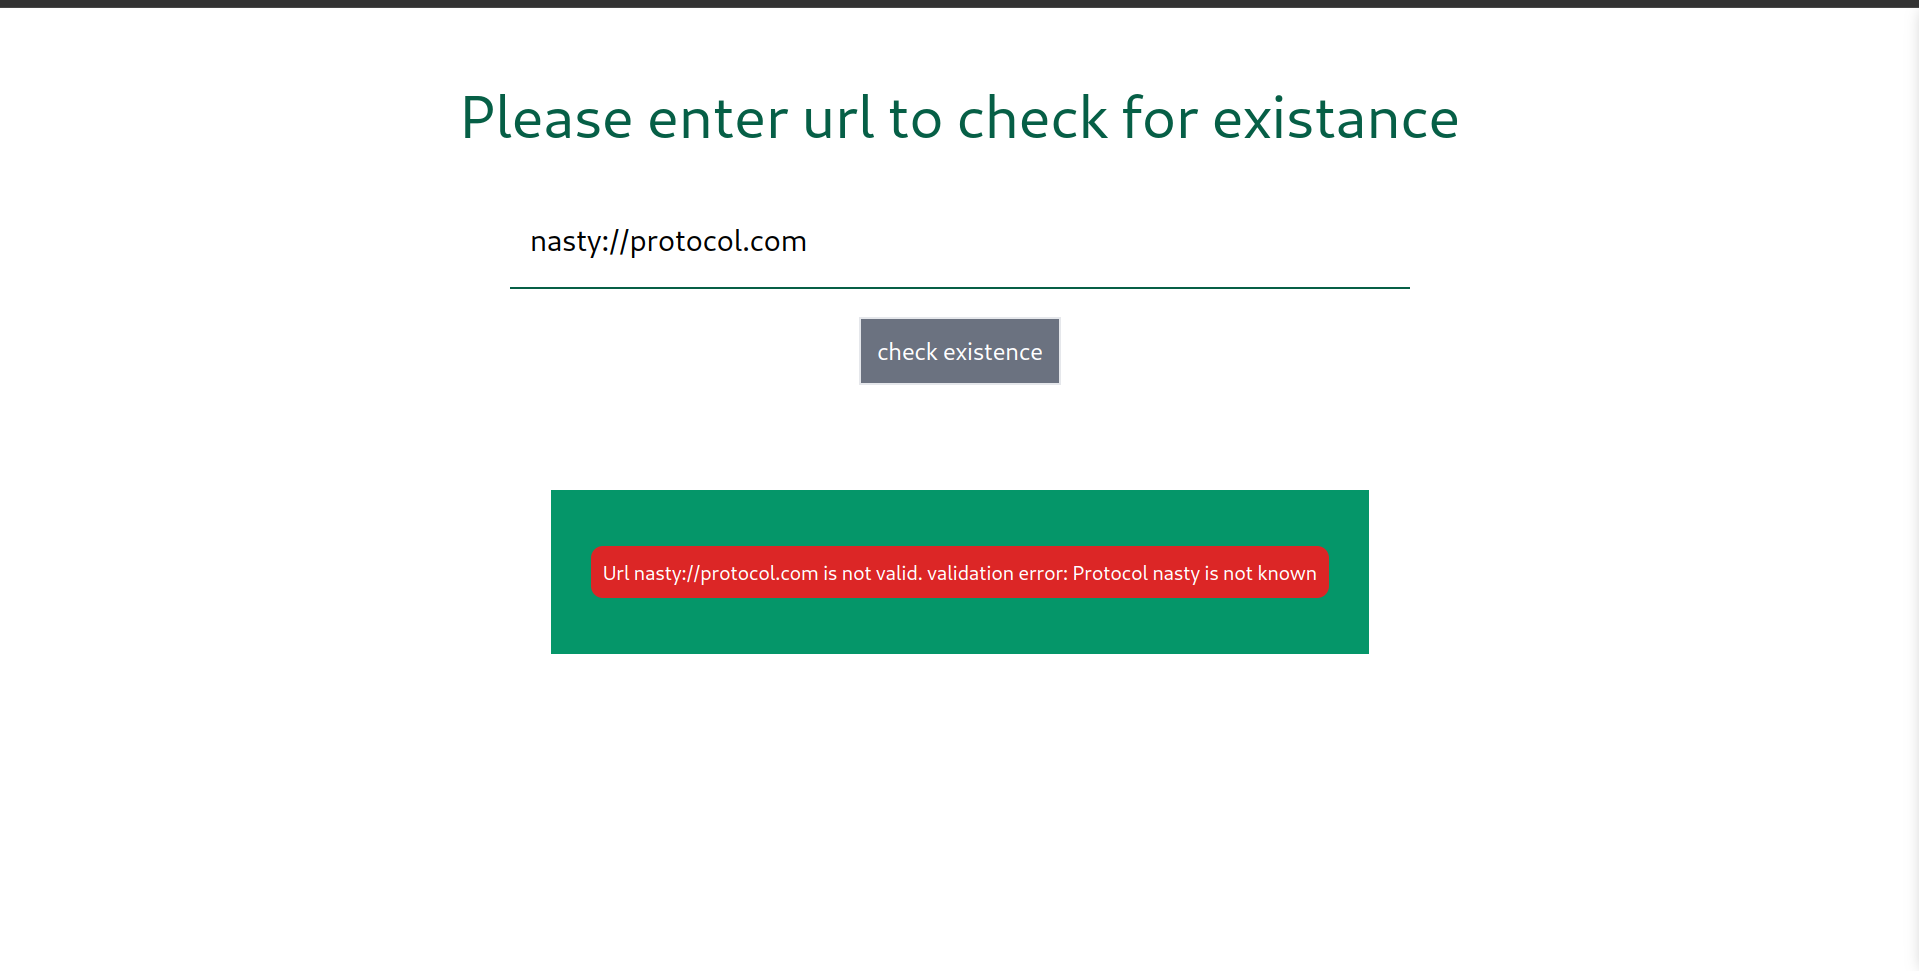 Please enter url to check for existance
nasty://protocol.com
check existence
Url nasty://protocol.com is not valid. validation error: Protocol nasty is not known